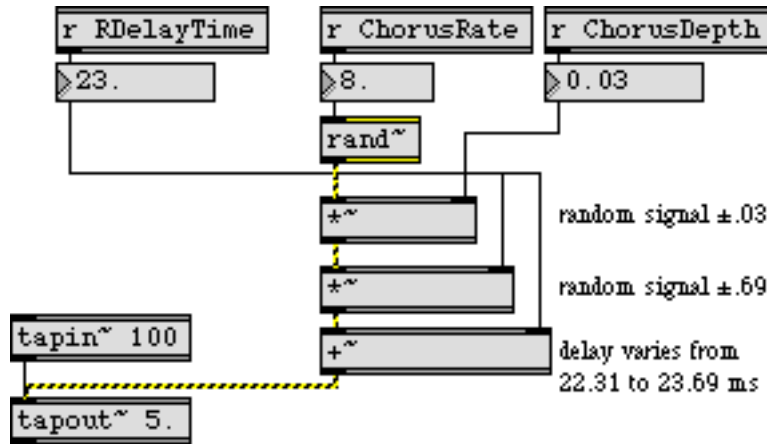 r RDelayTime
r ChorusRate
r ChorusDepth
23.
8.
0.03
rand~
*~
random signal ±.03
*~
random signal ±.69
tapin~ 100
+~
delay varies from
22.31 to 23.69 ms
tapout~ 5.